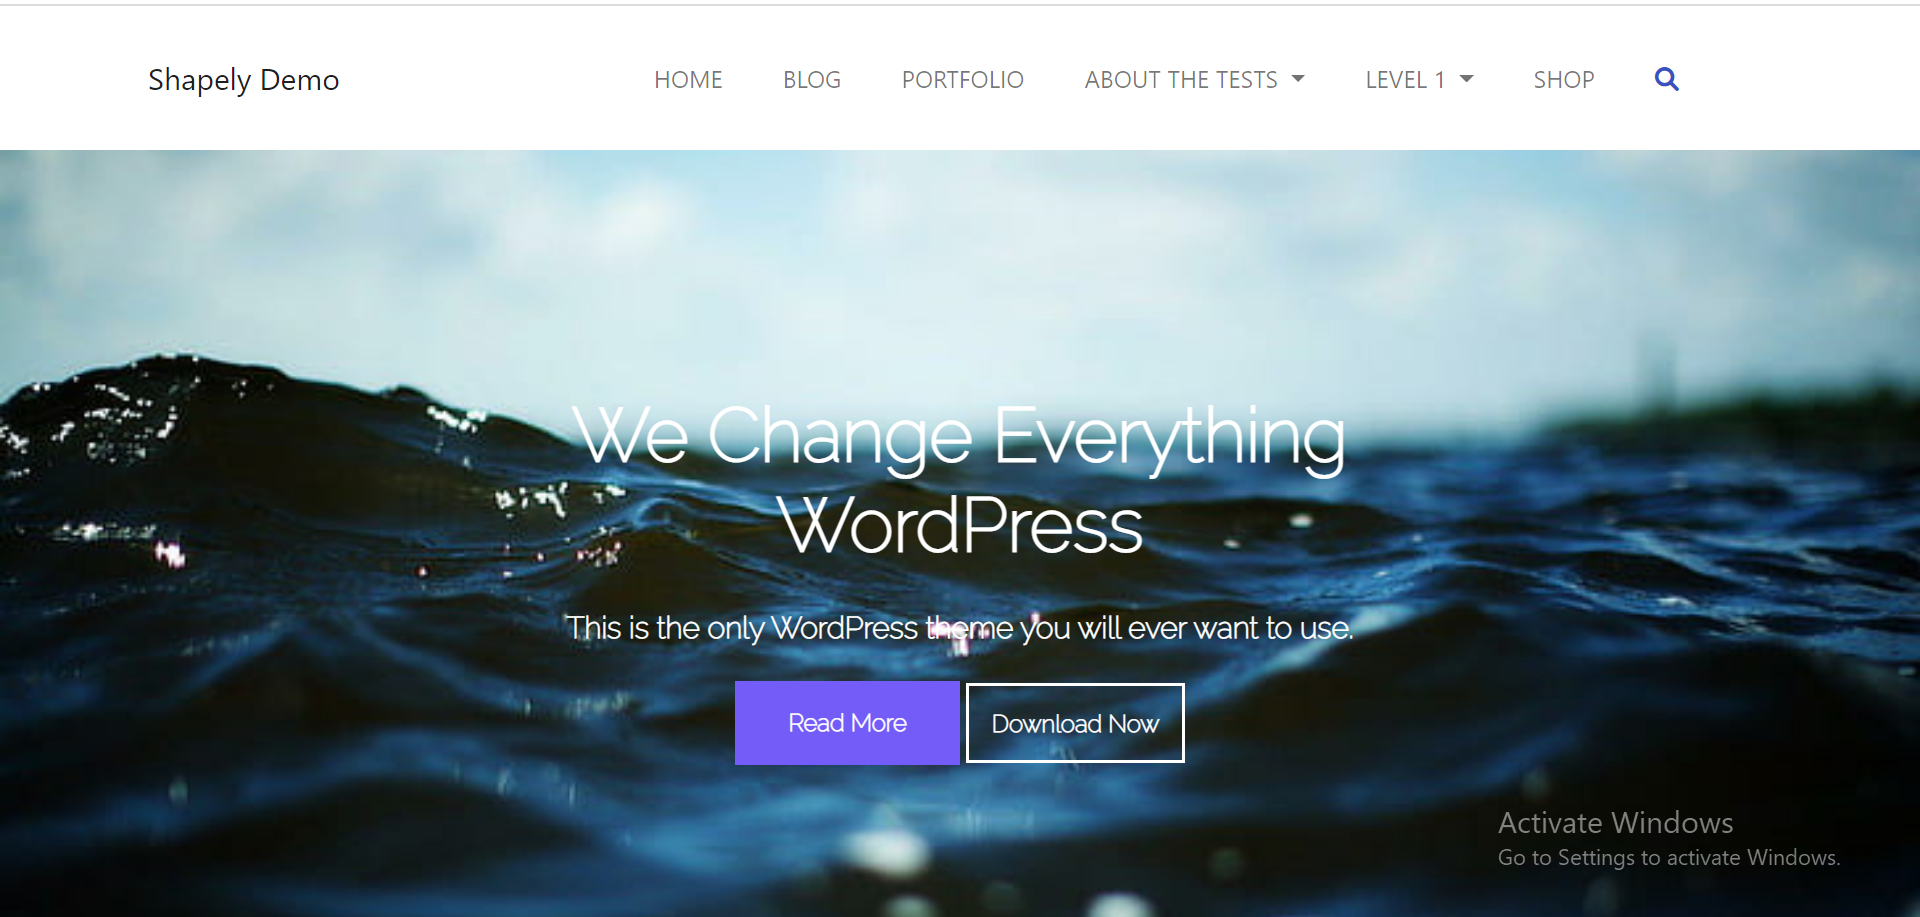 Shapely Demo
HOME BLOG PORTFOLIO ABOUT THE TESTS LEVEL 1 SHOP
We Change Everything
WordPress
This is the only WordPress theme you will ever want to use.
Read More Download Now
Activate Windows
Go to Settings to activate Windows.